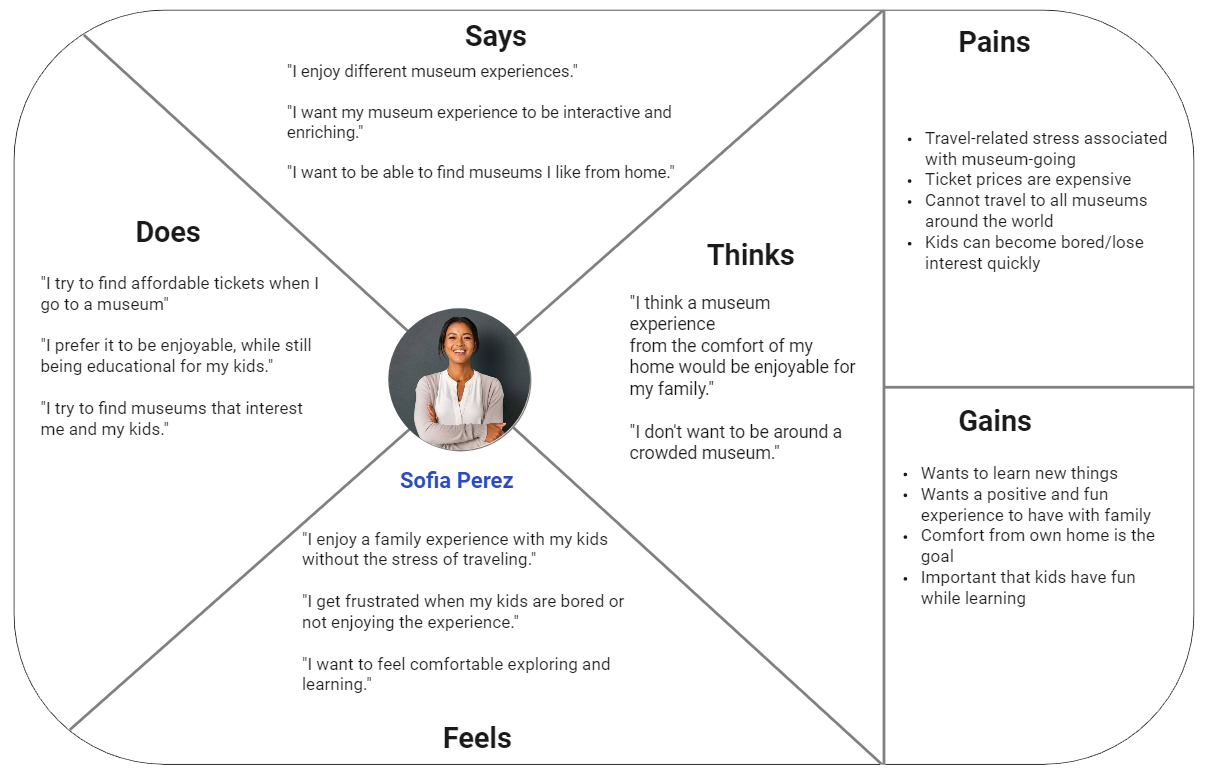 Says
"I enjoy different museum experiences."
"I want my museum experience to be interactive and
enriching."
"I want to be able to find museums I like from home."
Does
"I try to find affordable tickets when I
go to a museum"
"I prefer it to be enjoyable, while still
being educational for my kids."
"I try to find museums that interest
me and my kids."
Thinks
"I think a museum
experience
from the comfort of my
home would be enjoyable for
my family."
"I don't want to be around a
crowded museum."
Sofia Perez
"I enjoy a family experience with my kids
without the stress of traveling."
"I get frustrated when my kids are bored or
not enjoying the experience."
"I want to feel comfortable exploring and
learning."
Feels
Pains
• Travel-related stress associated
with museum-going
• Ticket prices are expensive
• Cannot travel to all museums
around the world
• Kids can become bored/lose
interest quickly
Gains
• Wants to learn new things
• Wants a positive and fun
experience to have with family
• Comfort from own home is the
goal
• Important that kids have fun
while learning